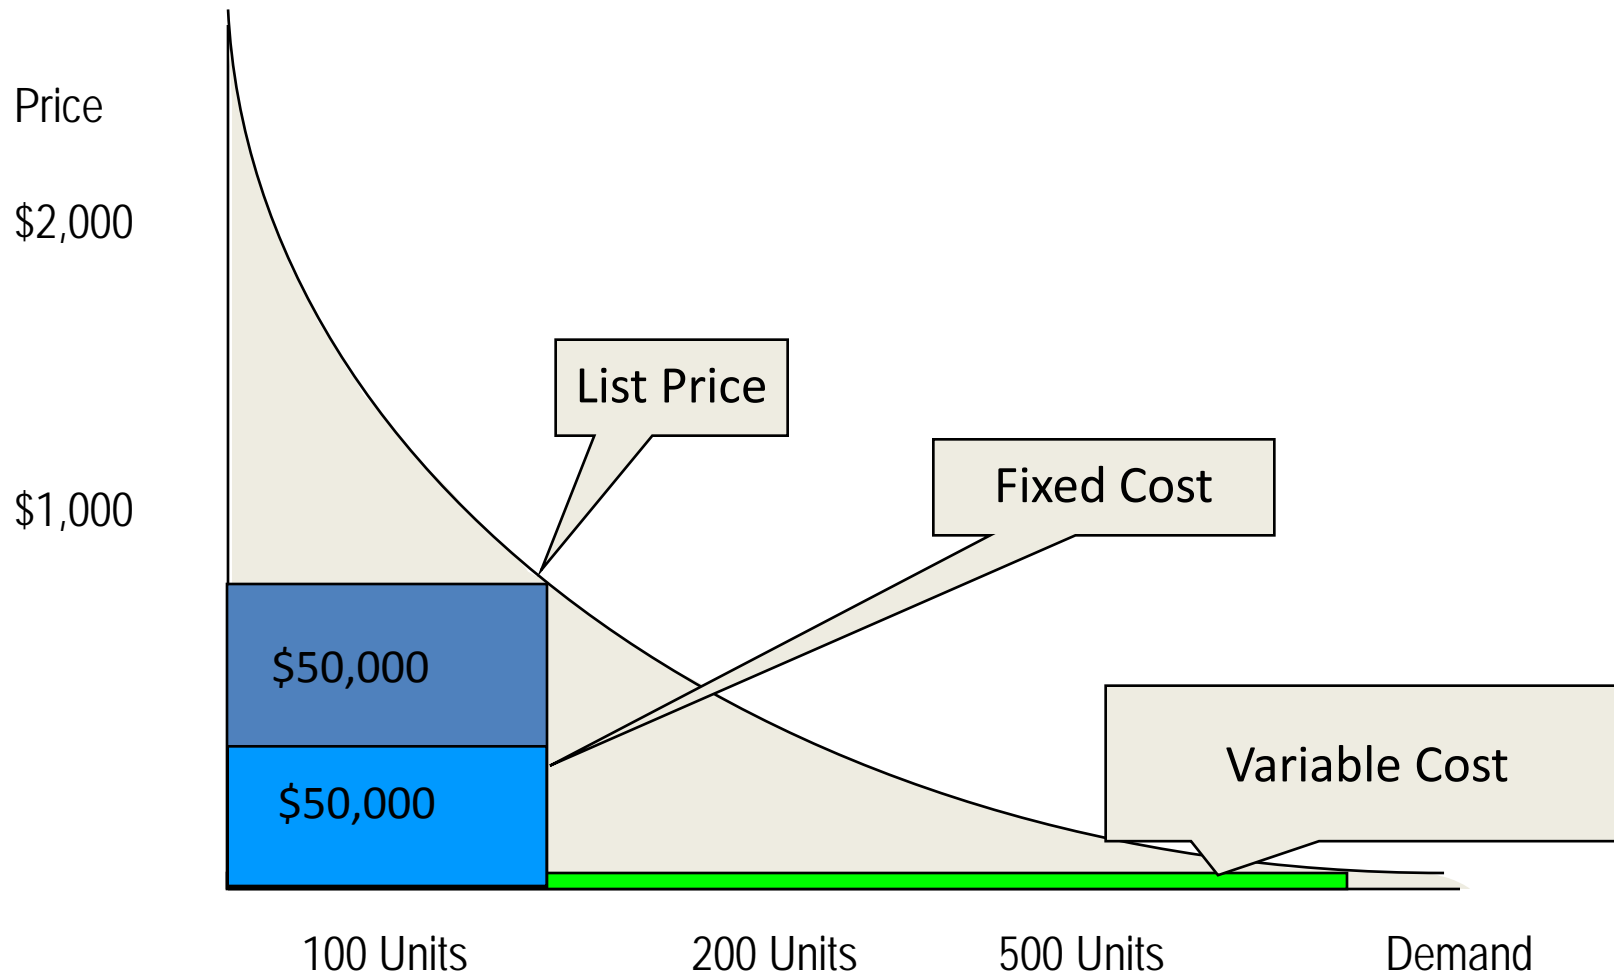 Price
$2,000
List Price
Fixed Cost
$1,000
$50,000
Variable Cost
$50,000
100 Units
200 Units
500 Units
Demand